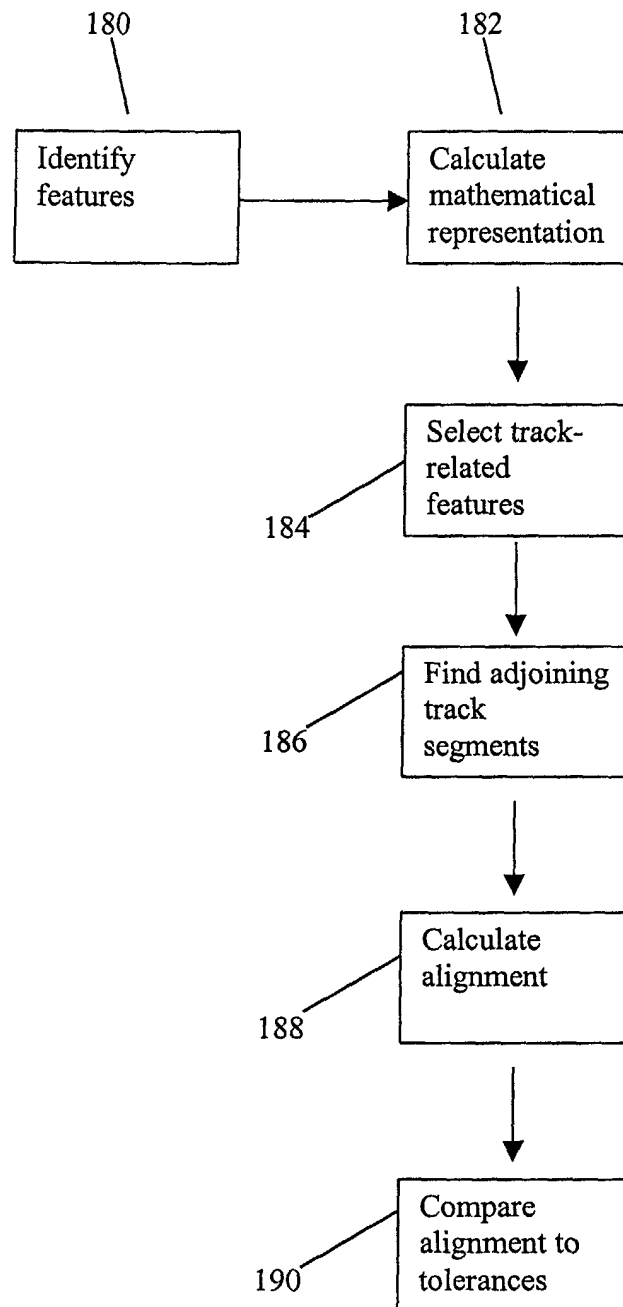 180
182
Identify
features
Calculate
mathematical
representation
Select track-
related
features
184
Find adjoining
track
segments
186
Calculate
alignment
188
Compare
alignment to
tolerances
190